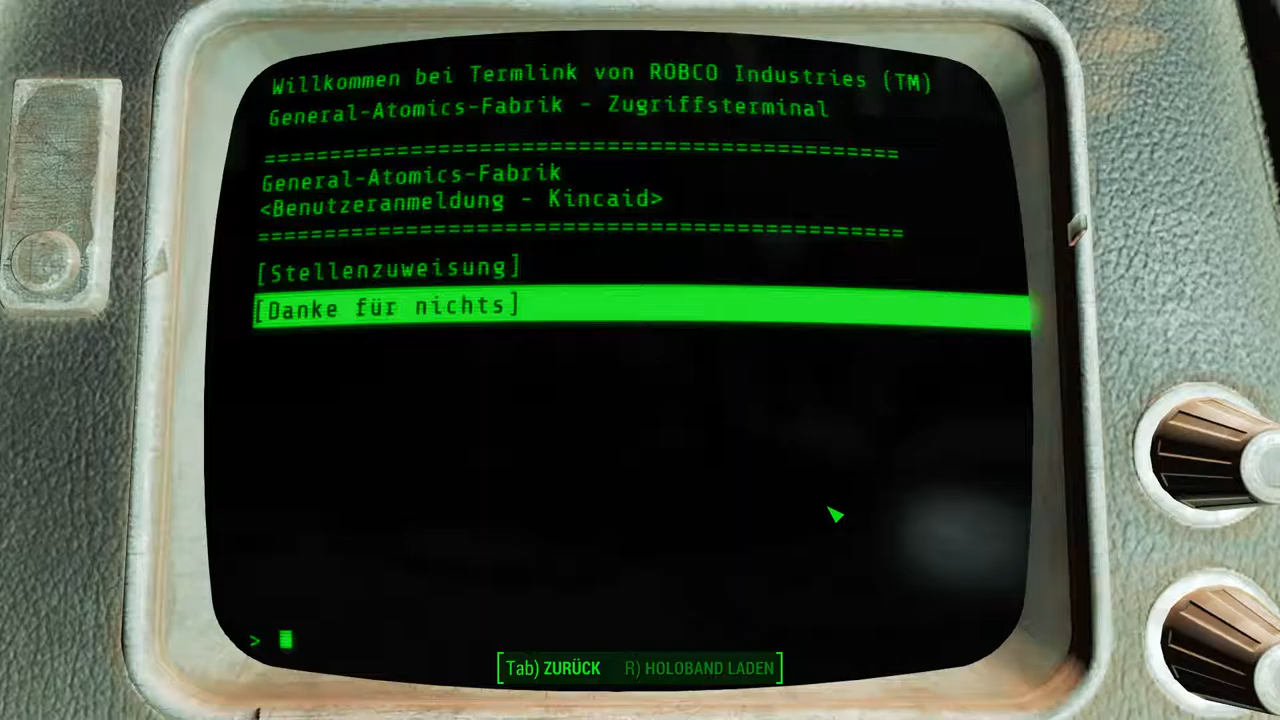 Willkommen bei Termlink von ROBCO Industries (TM)
General-Atomics-Fabrik - Zugriffsterminal
=================================================
General-Atomics-Fabrik
<Benutzeranmeldung - Kincaid>
=================================================
[Stellenzuweisung]
[Danke für nichts]
>
Tab) ZURÜCK R) HOLOBAND LADEN